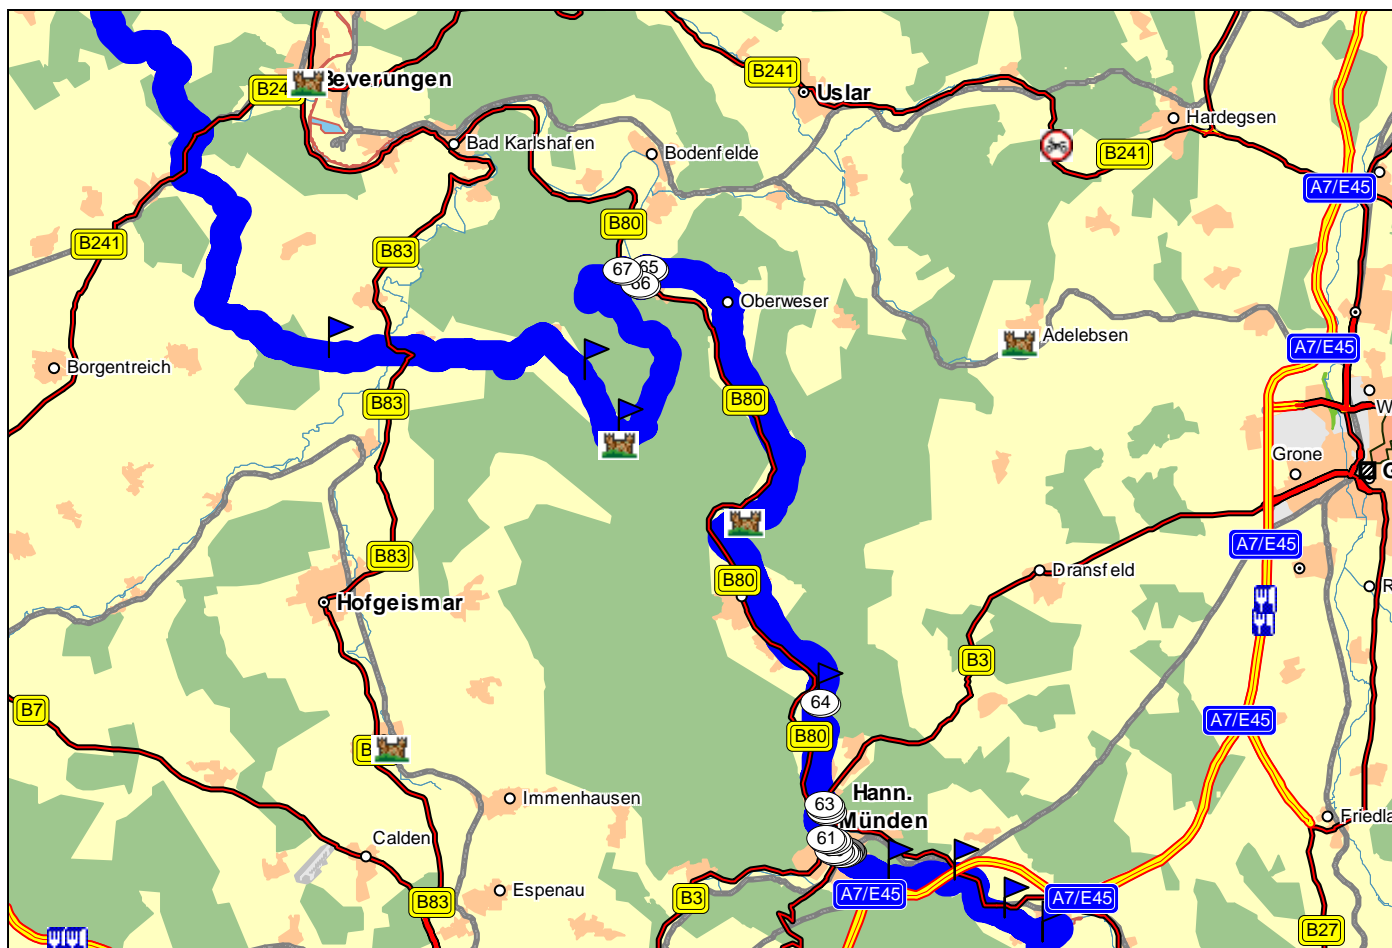 B241
Uslar
B24
Beverungen
Hardegsen
Bad Karlshafen
Bodenfelde
B241
A7/E45
B80
B241
B83
67
65
66
Oberweser
Adelebsen
A7/E45
Borgentreich
B83
B80
W
Grone
G
A7/E45
B83
B80
Dransfeld
R
Hofgeismar
B3
64
B7
A7/E45
B80
B
Hann.
Münden
63
Immenhausen
Friedla
Calden
61
Espenau
B83
B3
A7/E45
A7/E45
B27